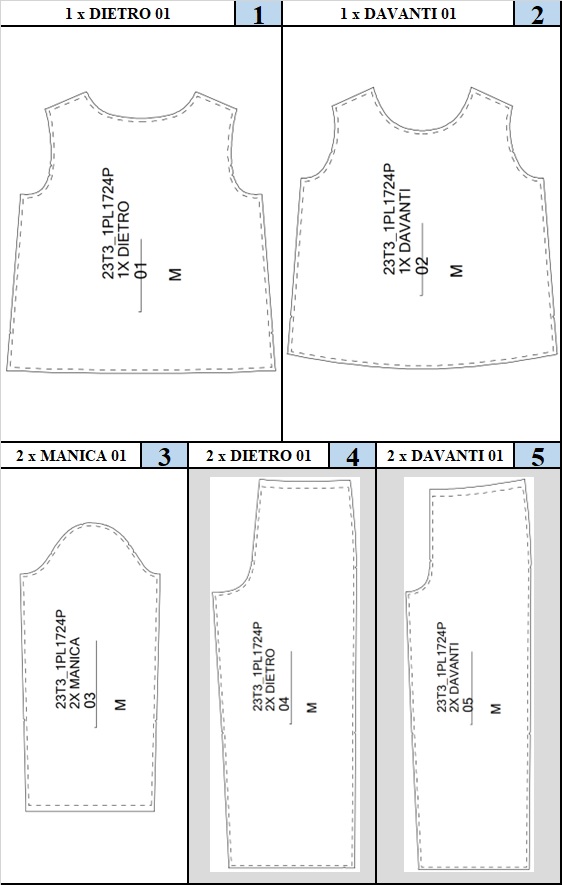 1 x DIETRO 01
1
1 x DAVANTI 01
2
23T3_1PL1724P
1X DIETRO
01
M
23T3_1PL1724P
1X DAVANTI
02
M
2 x MANICA 01
3
2 x DIETRO 01
4
2 x DAVANTI 01
5
23T3_1PL1724P
2X MANICA
03
M
23T3_1PL1724P
2X DIETRO
04
M
23T3_1PL1724P
2X DAVANTI
05
M